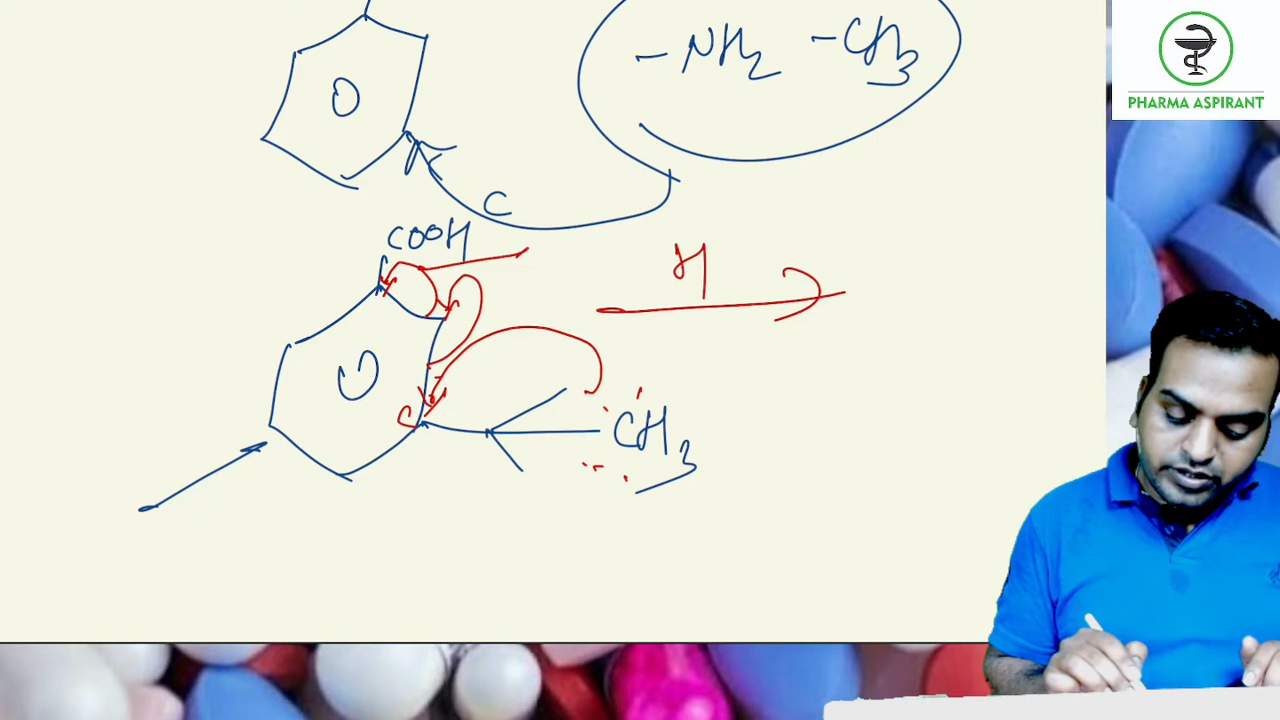 -NH2 -CH3
PHARMA ASPIRANT
C
COOH
H
C
CH3